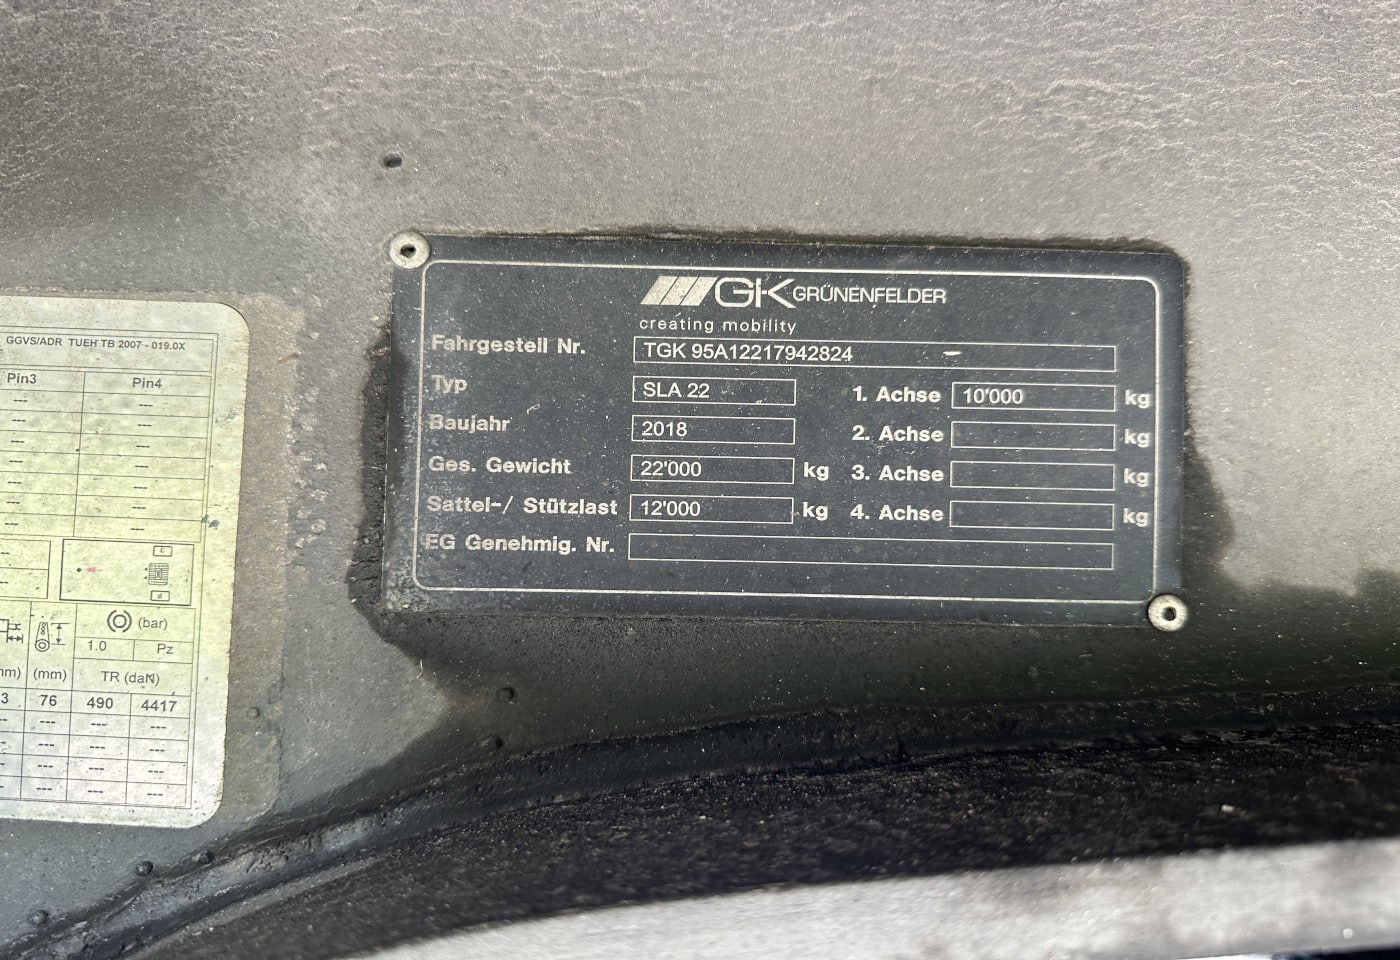 GGVS/ADR TUEH TB 2007 - 019.0X
Pin3 Pin4
--- ---
--- ---
--- ---
--- ---
--- ---
--- ---
--- ---
(bar)
1.0 Pz
(mm) TR (daN)
3 76 490 4417
--- --- --- ---
--- --- --- ---
--- --- --- ---
--- --- --- ---
GK GRÜNENFELDER
creating mobility
Fahrgestell Nr. TGK 95A12217942824
Typ SLA 22 1. Achse 10'000 kg
Baujahr 2018 2. Achse kg
Ges. Gewicht 22'000 kg 3. Achse kg
Sattel-/ Stützlast 12'000 kg 4. Achse kg
EG Genehmig. Nr.